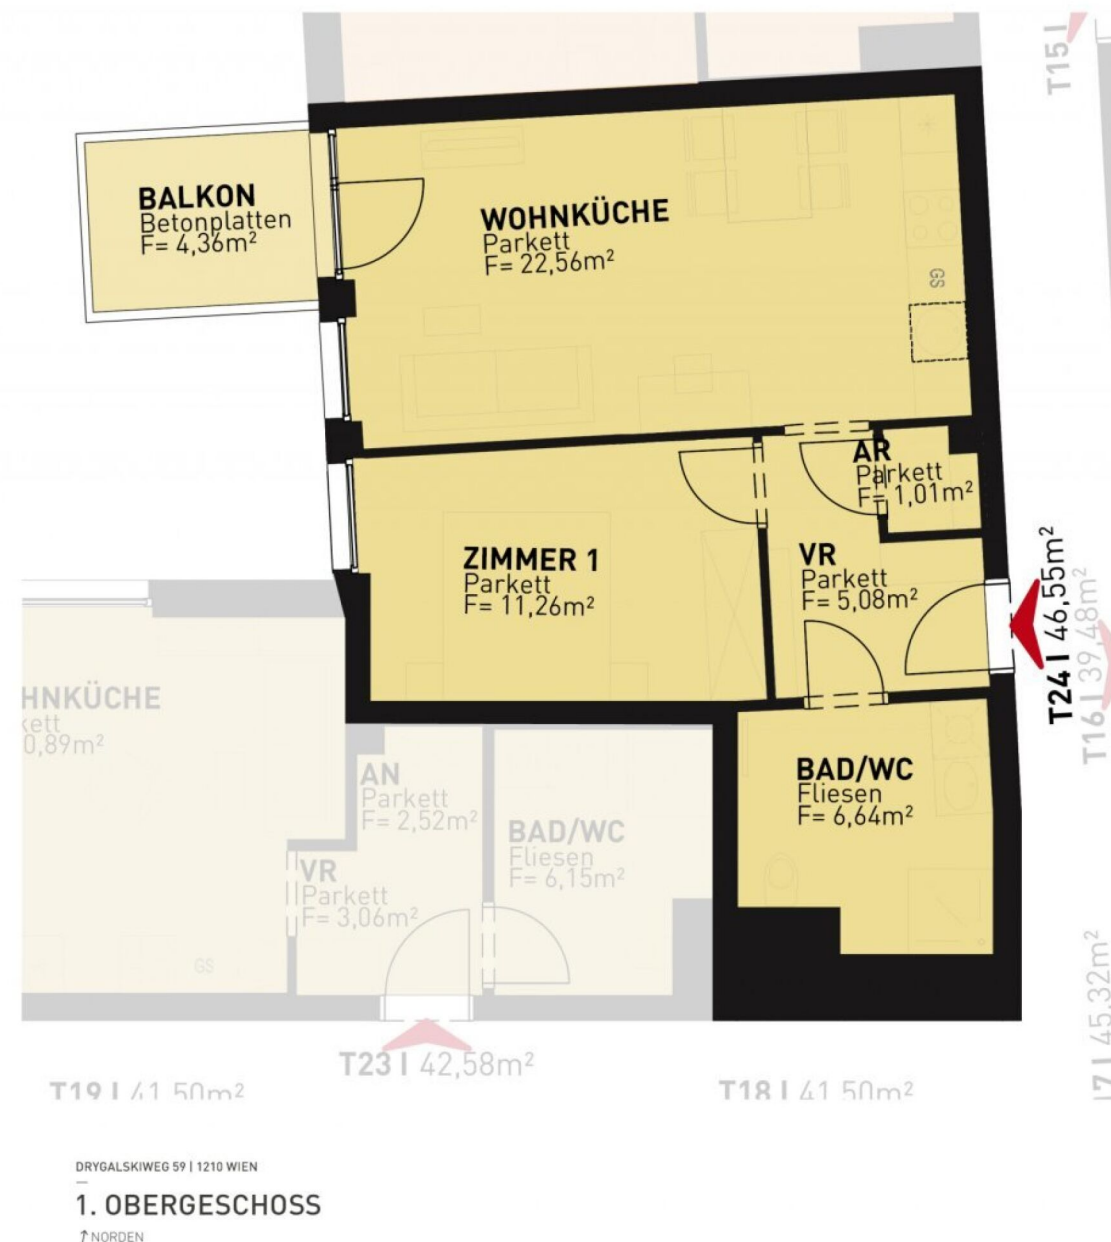 T15 |
BALKON
Betonplatten
F= 4,36m²
WOHNKÜCHE
Parkett
F= 22,56m²
GS
AR
Parkett
F= 1,01m²
ZIMMER 1
Parkett
F= 11,26m²
VR
Parkett
F= 5,08m²
T24 | 46,55m²
T16 | 39,48m²
HNKÜCHE
kett
0,89m²
AN
Parkett
F= 2,52m²
BAD/WC
Fliesen
F= 6,15m²
BAD/WC
Fliesen
F= 6,64m²
VR
Parkett
F= 3,06m²
GS
T23 | 42,58m²
T19 | 41,50m²
T18 | 41,50m²
17 | 45,32m²
DRYGALSKIWEG 59 | 1210 WIEN
1. OBERGESCHOSS
↑ NORDEN